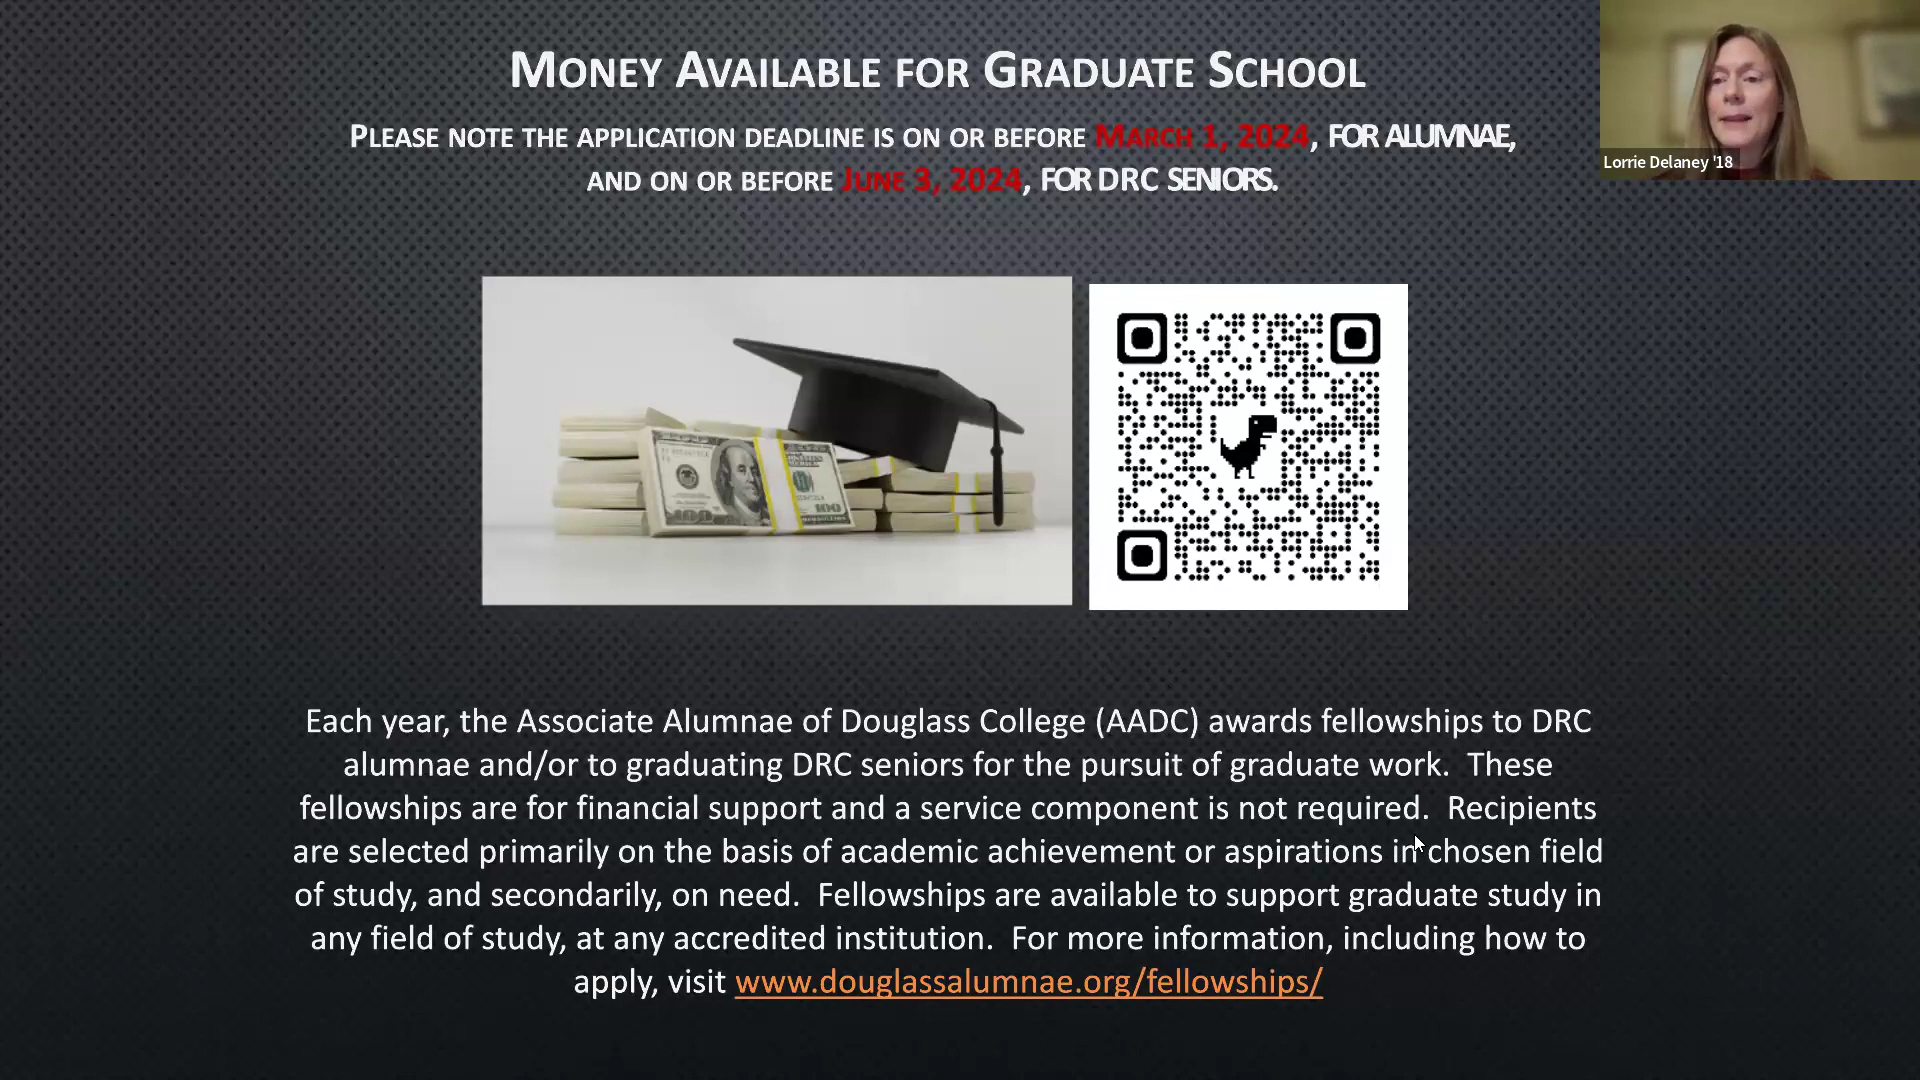 Money Available for Graduate School
Please note the application deadline is on or before March 1, 2024, for alumnae,
and on or before June 3, 2024, for DRC seniors.
Lorrie Delaney '18
100
100
Each year, the Associate Alumnae of Douglass College (AADC) awards fellowships to DRC
alumnae and/or to graduating DRC seniors for the pursuit of graduate work.  These
fellowships are for financial support and a service component is not required.  Recipients
are selected primarily on the basis of academic achievement or aspirations in chosen field
of study, and secondarily, on need.  Fellowships are available to support graduate study in
any field of study, at any accredited institution.  For more information, including how to
apply, visit www.douglassalumnae.org/fellowships/